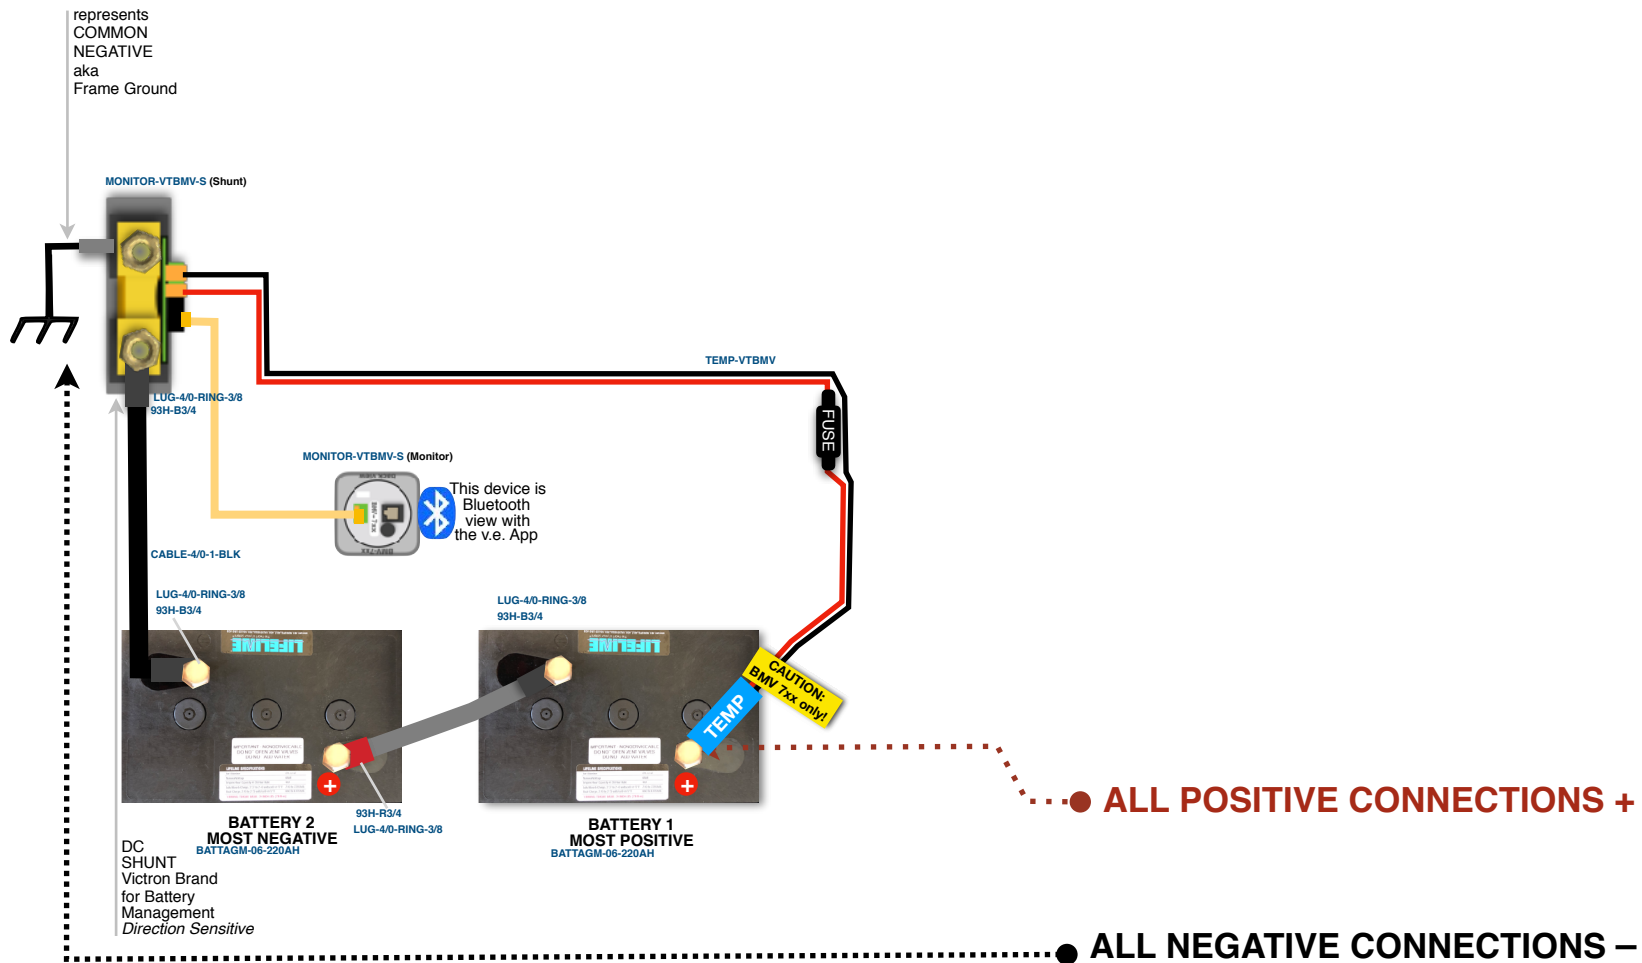 represents
COMMON
NEGATIVE
aka
Frame Ground
MONITOR-VTBMV-S (Shunt)
TEMP-VTBMV
LUG-4/0-RING-3/8
93H-B3/4
FUSE
MONITOR-VTBMV-S (Monitor)
BMV-7xx
This device is
Bluetooth
view with
the v.e. App
CABLE-4/0-1-BLK
LUG-4/0-RING-3/8
93H-B3/4
LUG-4/0-RING-3/8
93H-B3/4
LIFELINE
LIFELINE
CAUTION:
BMV 7xx only!
TEMP
+
+
93H-R3/4
LUG-4/0-RING-3/8
BATTERY 2
MOST NEGATIVE
BATTAGM-06-220AH
BATTERY 1
MOST POSITIVE
BATTAGM-06-220AH
ALL POSITIVE CONNECTIONS +
DC
SHUNT
Victron Brand
for Battery
Management
Direction Sensitive
ALL NEGATIVE CONNECTIONS –